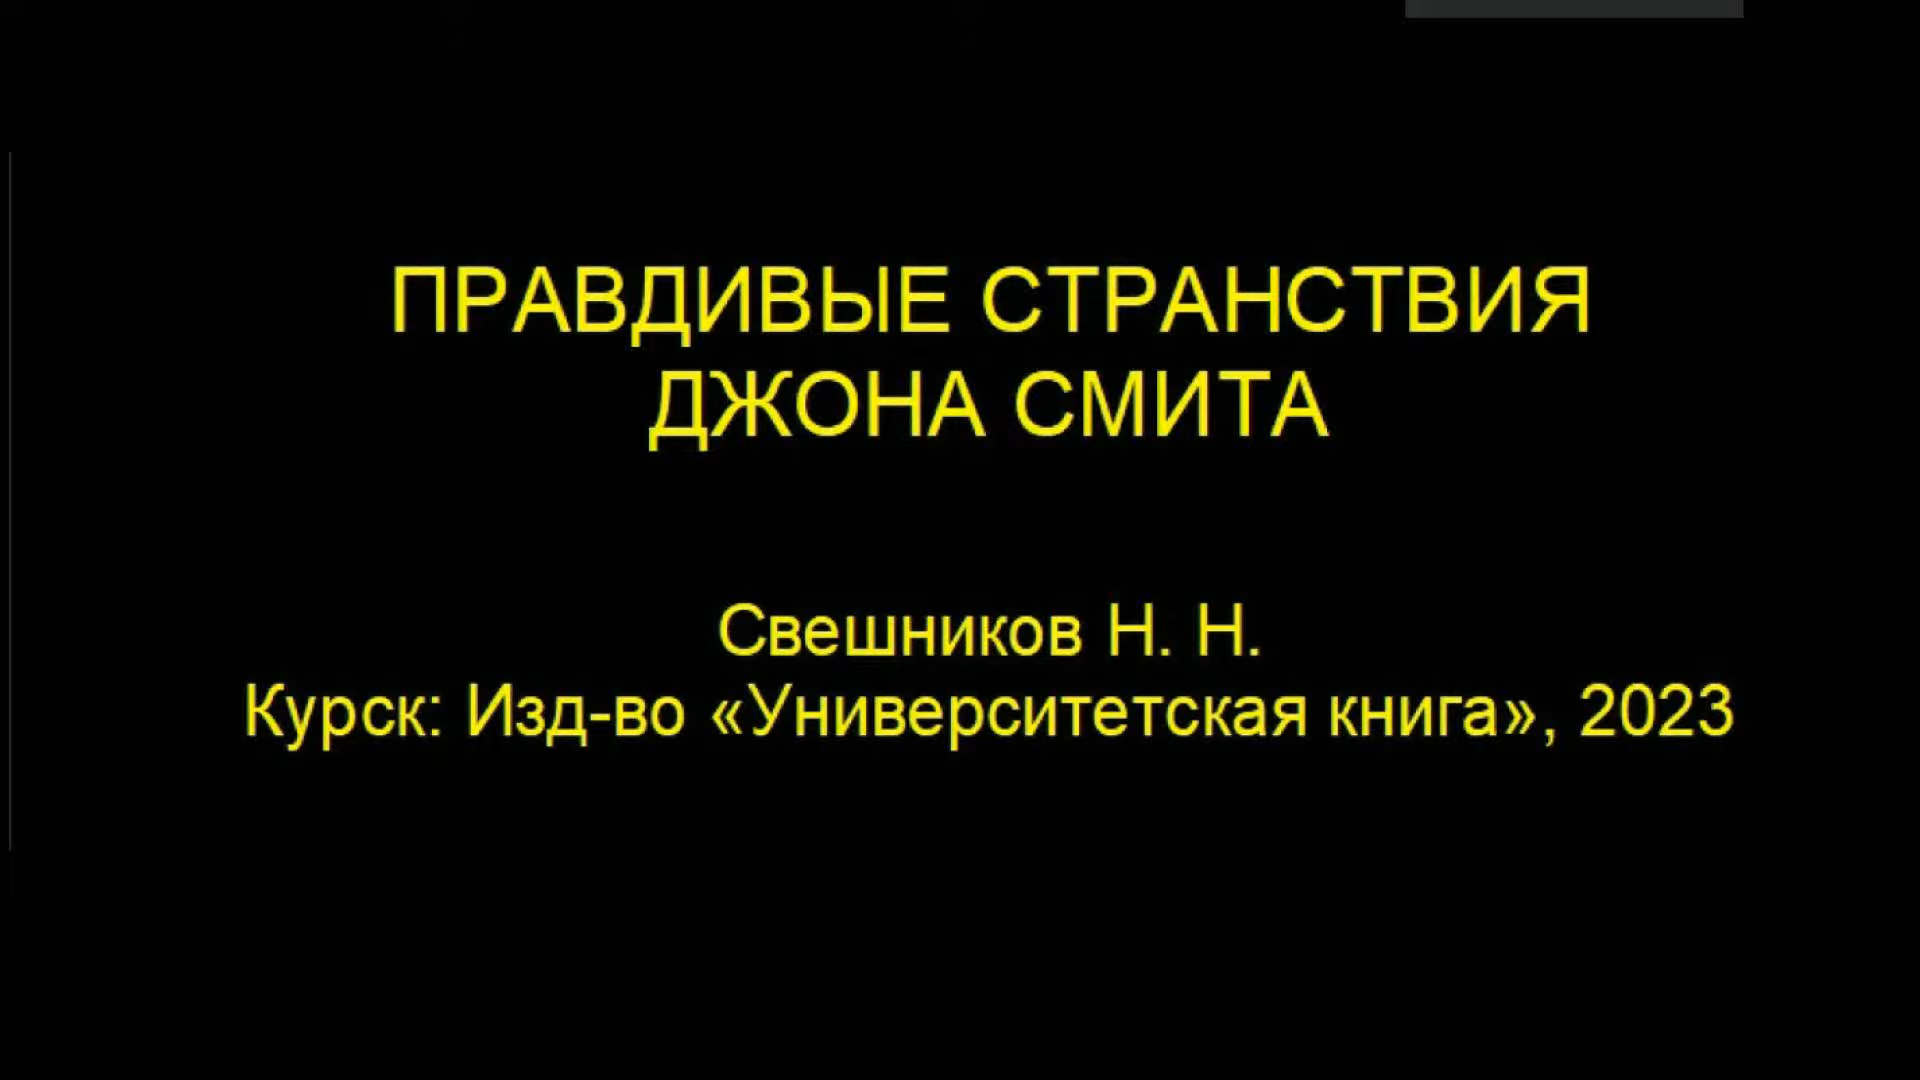 ПРАВДИВЫЕ СТРАНСТВИЯ
ДЖОНА СМИТА
Свешников Н. Н.
Курск: Изд-во «Университетская книга», 2023